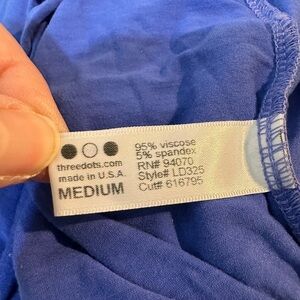 threedots.com
made in U.S.A.
MEDIUM
95% viscose
5% spandex
RN# 94070
Style# LD325
Cut# 616795